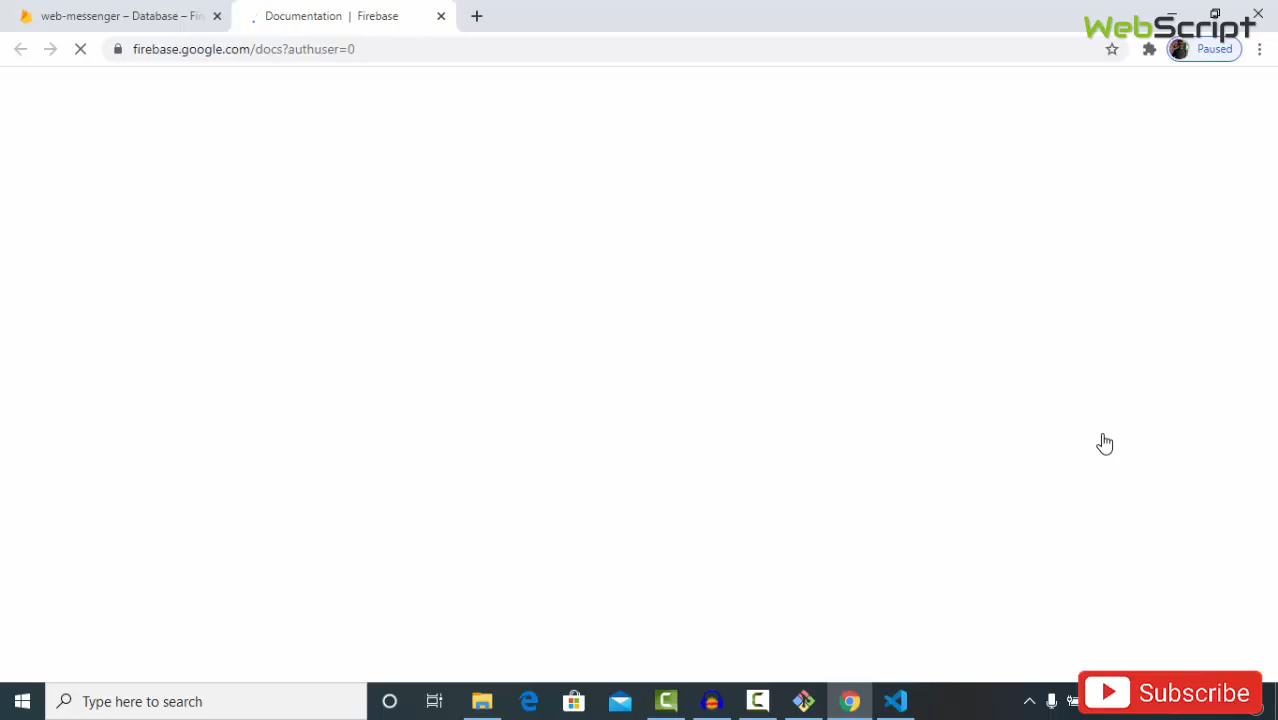 web-messenger – Database – Fir
Documentation | Firebase
WebScript
firebase.google.com/docs?authuser=0
Paused
Type here to search
Subscribe